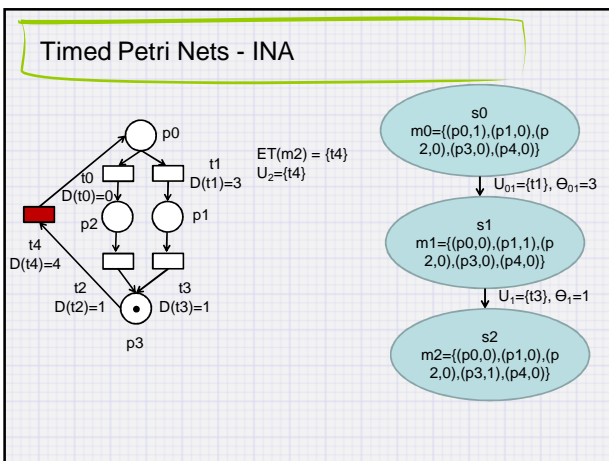 Timed Petri Nets - INA
p0
t0
D(t0)=0
t1
D(t1)=3
p2
p1
t4
D(t4)=4
t2
D(t2)=1
t3
D(t3)=1
p3
ET(m2) = {t4}
U2={t4}
s0
m0={(p0,1),(p1,0),(p
2,0),(p3,0),(p4,0)}
U01={t1}, Ɵ01=3
s1
m1={(p0,0),(p1,1),(p
2,0),(p3,0),(p4,0)}
U1={t3}, Ɵ1=1
s2
m2={(p0,0),(p1,0),(p
2,0),(p3,1),(p4,0)}